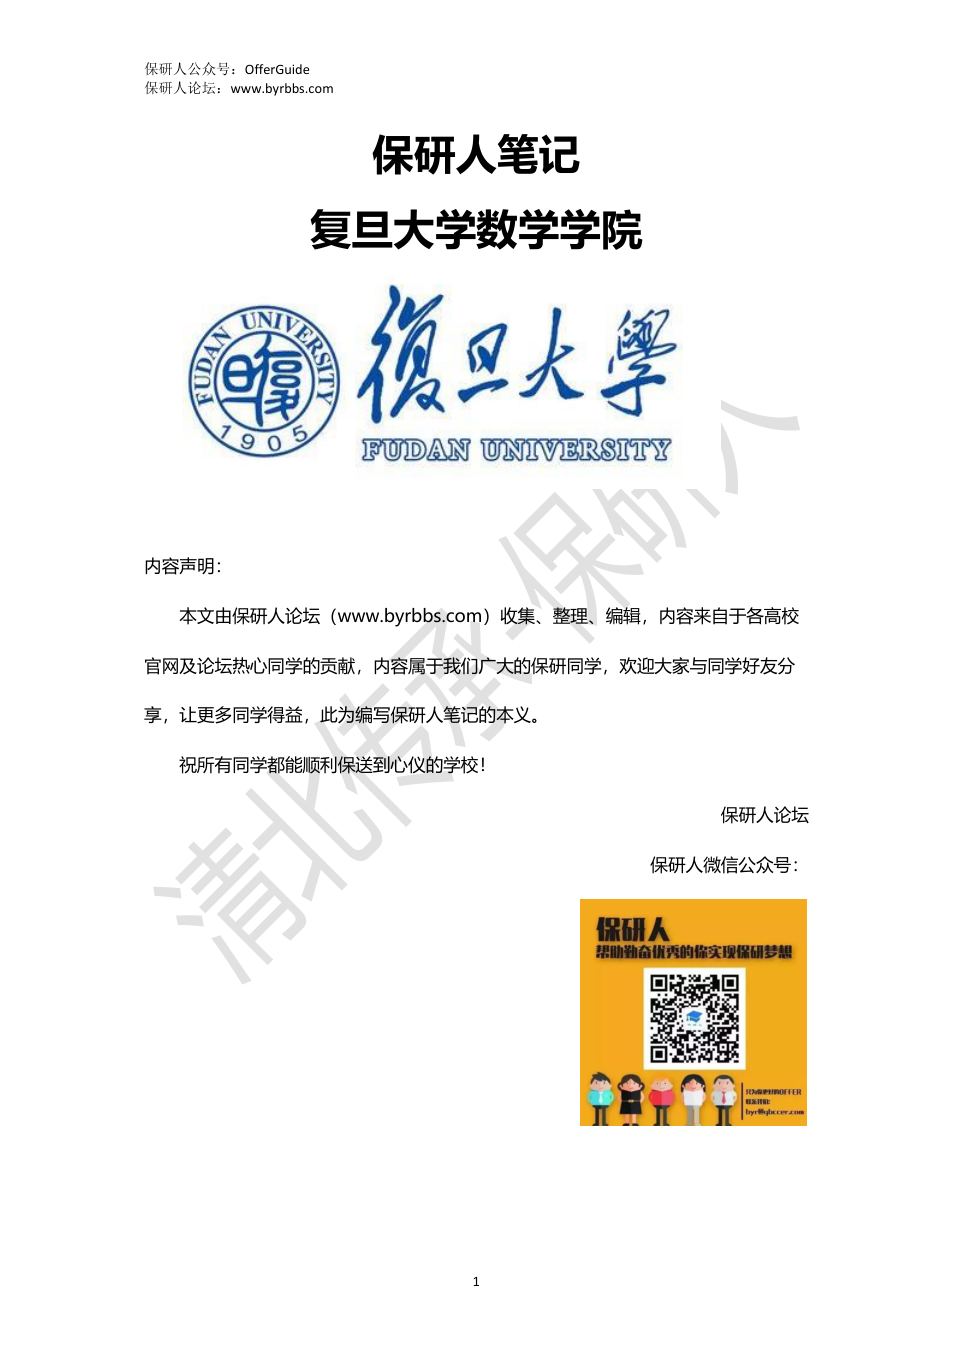 保研人公众号：OfferGuide
保研人论坛：www.byrbbs.com
保研人笔记
复旦大学数学学院
FUDAN UNIVERSITY
1905
復旦大學
FUDAN UNIVERSITY
清北传承-保研人
内容声明：
本文由保研人论坛（www.byrbbs.com）收集、整理、编辑，内容来自于各高校
官网及论坛热心同学的贡献，内容属于我们广大的保研同学，欢迎大家与同学好友分
享，让更多同学得益，此为编写保研人笔记的本义。
祝所有同学都能顺利保送到心仪的学校！
保研人论坛
保研人微信公众号：
保研人
帮助勤奋优秀的你实现保研梦想
1